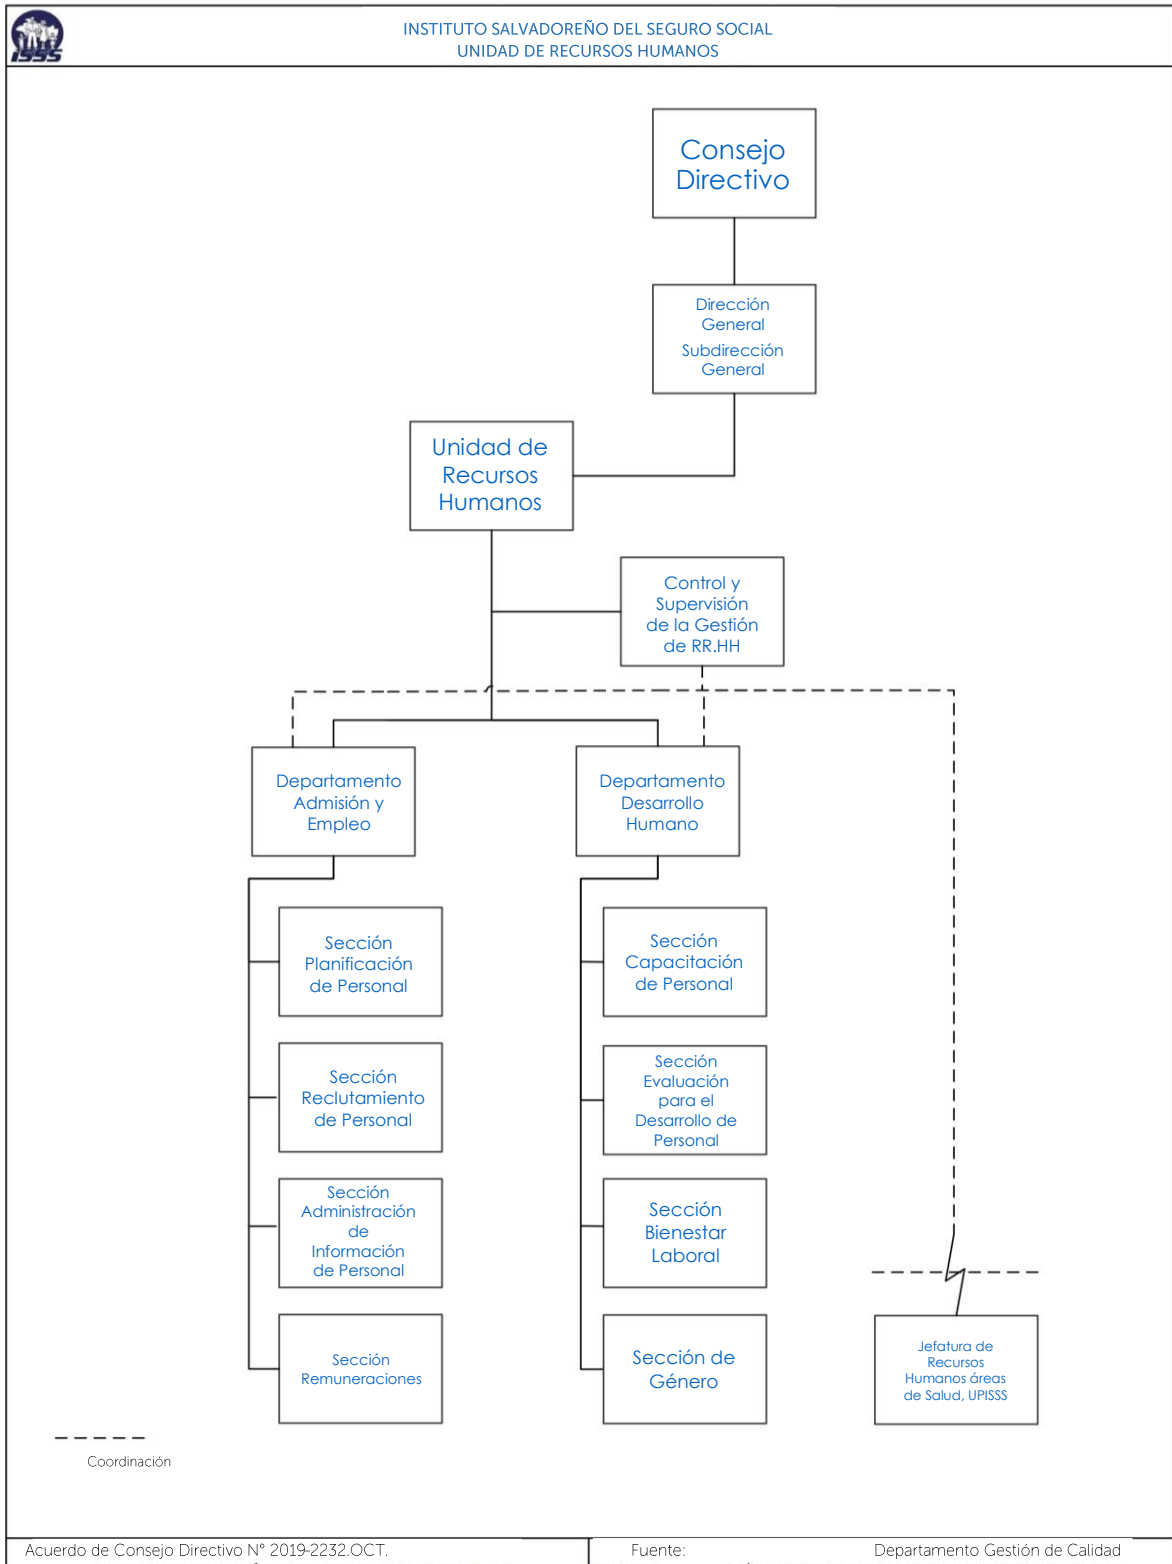 ISSS
INSTITUTO SALVADOREÑO DEL SEGURO SOCIAL
UNIDAD DE RECURSOS HUMANOS
Consejo
Directivo
Dirección
General
Subdirección
General
Unidad de
Recursos
Humanos
Control y
Supervisión
de la Gestión
de RR.HH
Departamento
Admisión y
Empleo
Departamento
Desarrollo
Humano
Sección
Planificación
de Personal
Sección
Capacitación
de Personal
Sección
Reclutamiento
de Personal
Sección
Evaluación
para el
Desarrollo de
Personal
Sección
Administración
de
Información
de Personal
Sección
Bienestar
Laboral
Sección
Remuneraciones
Sección de
Género
Jefatura de
Recursos
Humanos áreas
de Salud, UPISSS
Coordinación
Acuerdo de Consejo Directivo N° 2019-2232.OCT.
Fuente: Departamento Gestión de Calidad